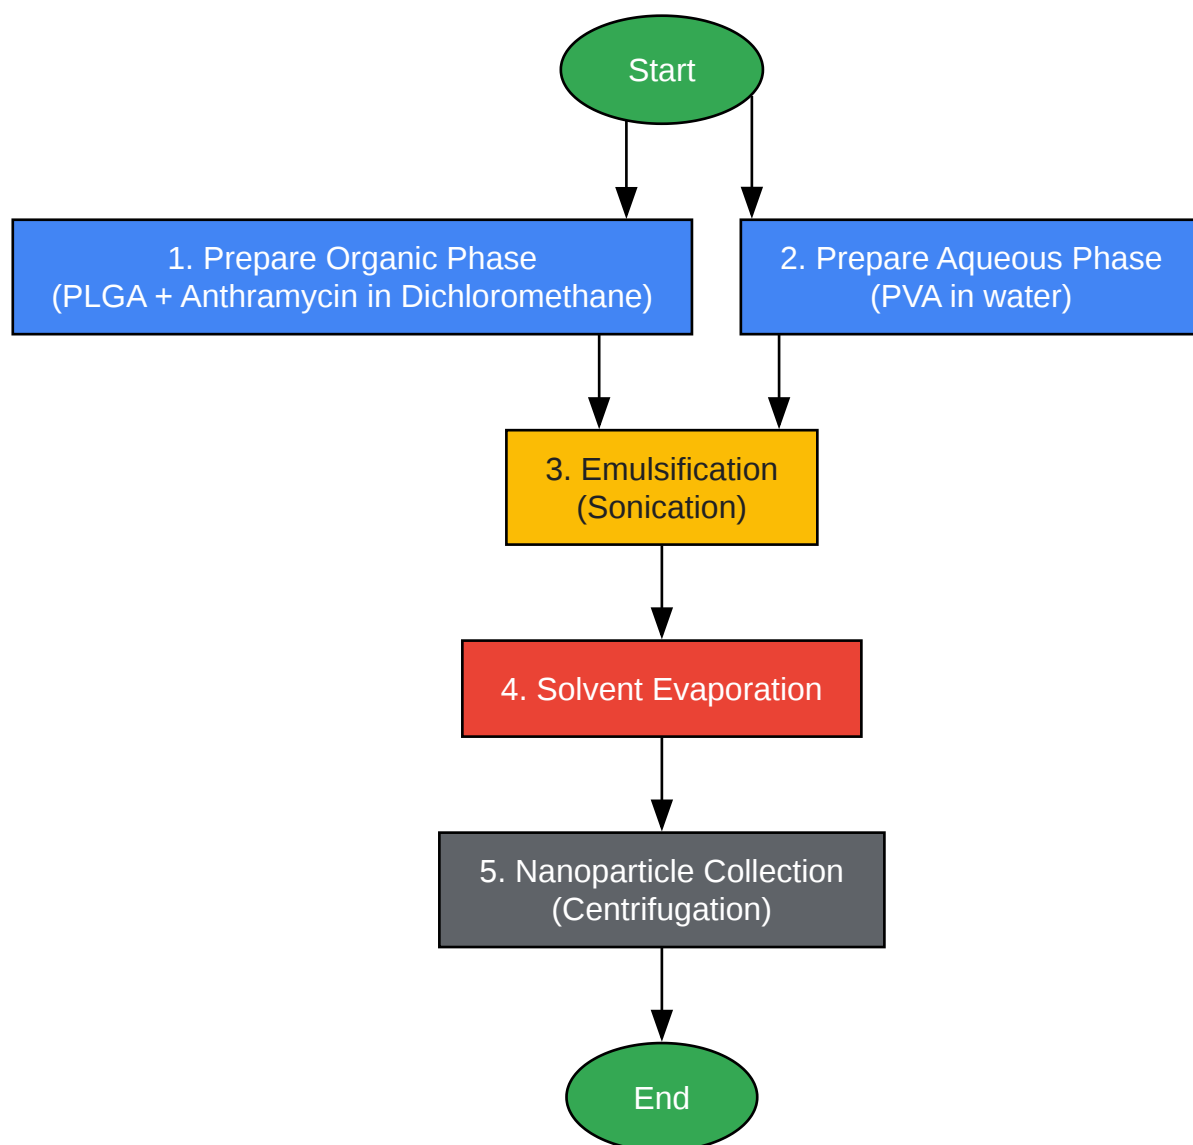 Start
1. Prepare Organic Phase
(PLGA + Anthramycin in Dichloromethane)
2. Prepare Aqueous Phase
(PVA in water)
3. Emulsification
(Sonication)
4. Solvent Evaporation
5. Nanoparticle Collection
(Centrifugation)
End